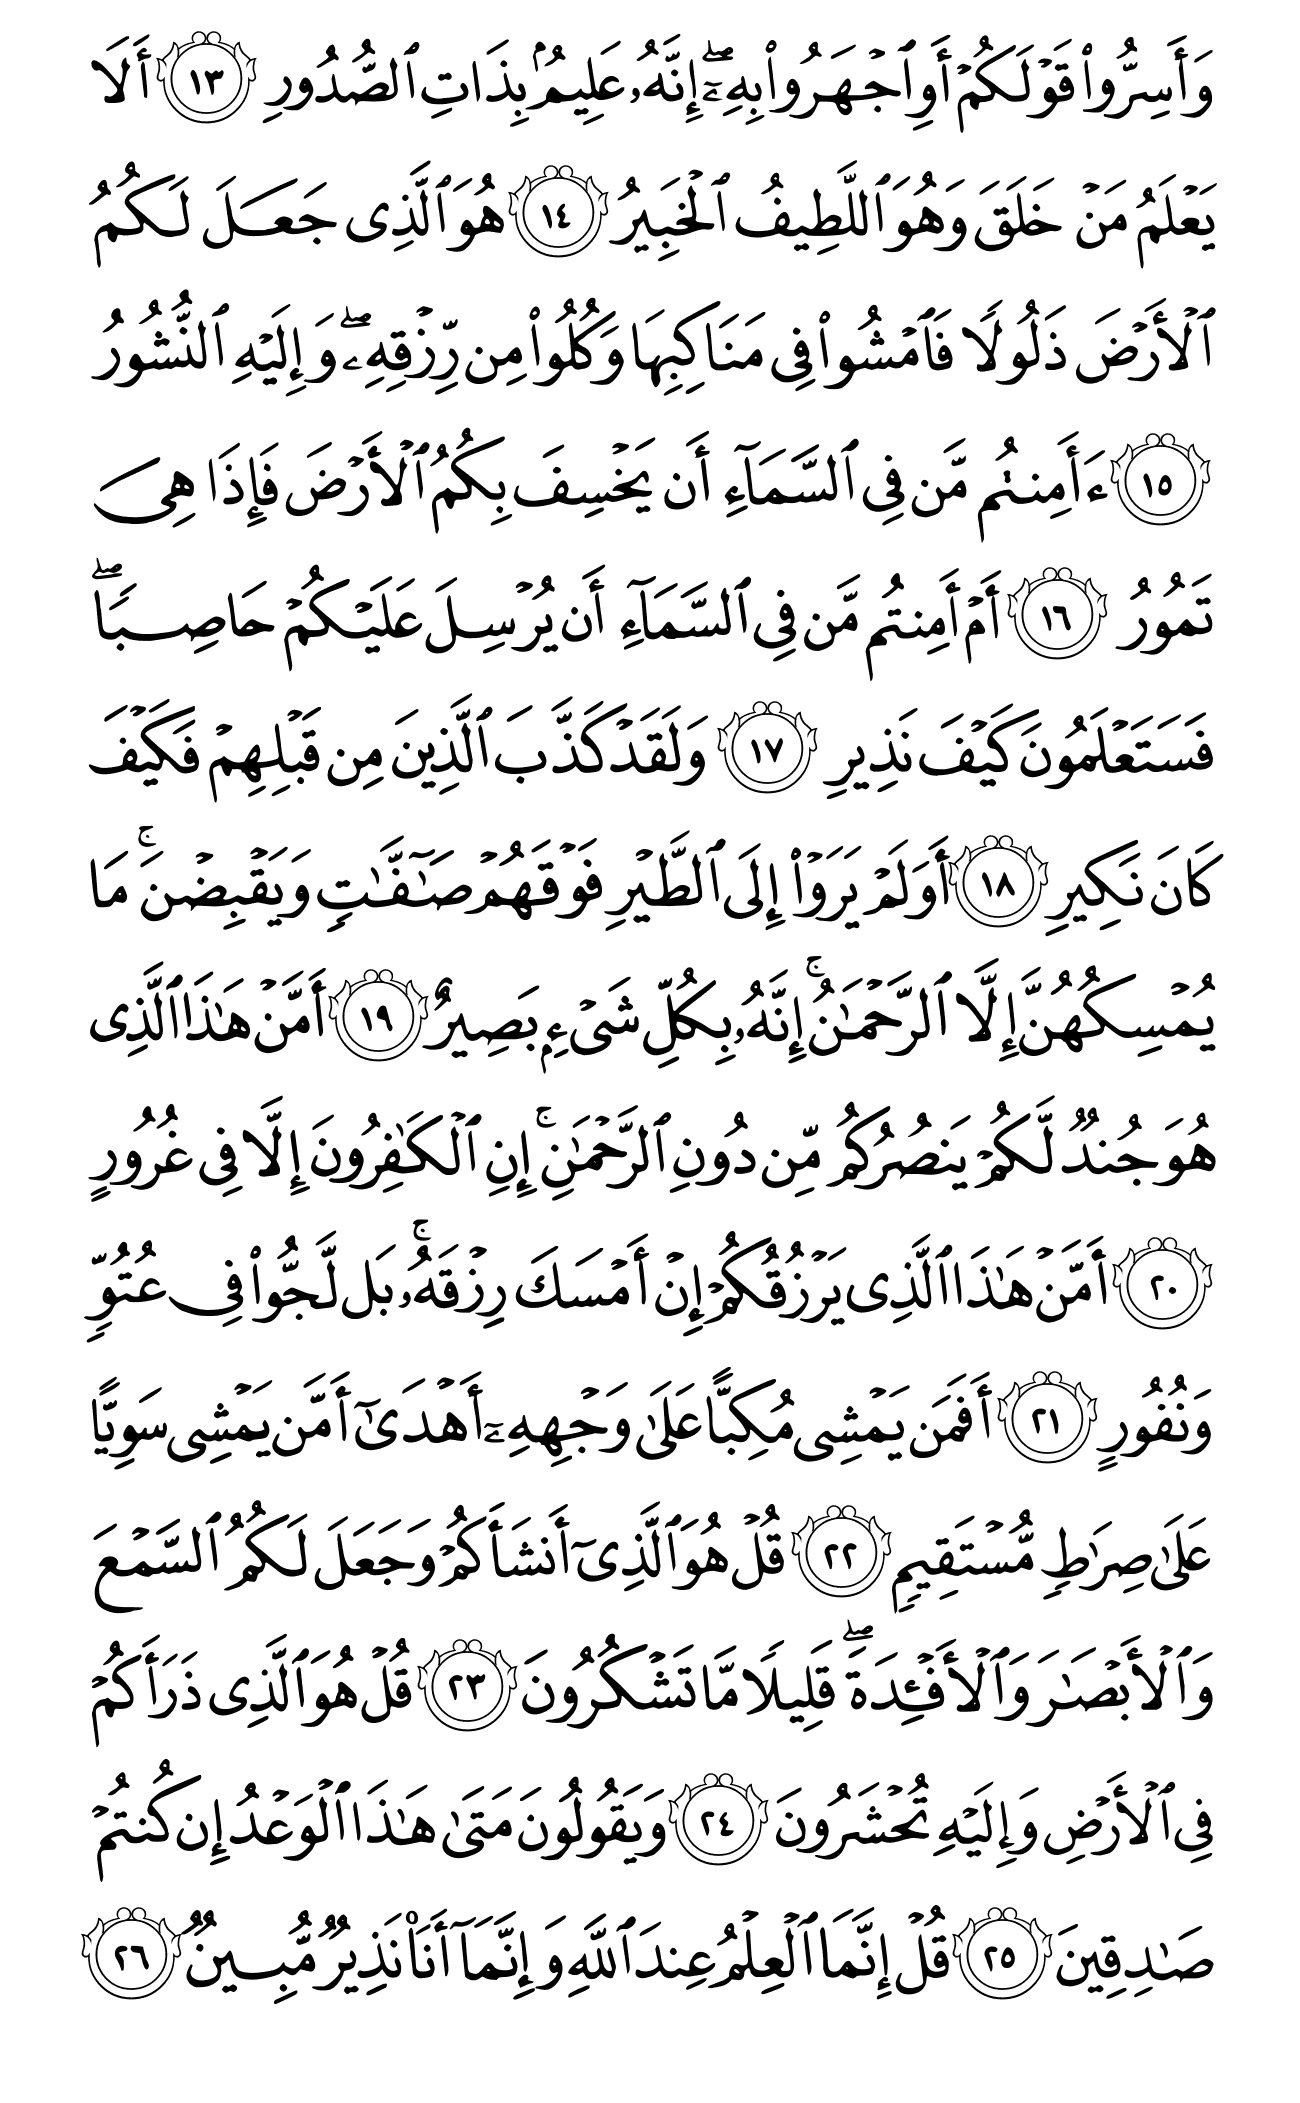 وَأَسِرُّوا۟ قَوْلَكُمْ أَوِ ٱجْهَرُوا۟ بِهِۦٓ ۖ إِنَّهُۥ عَلِيمٌۢ بِذَاتِ ٱلصُّدُورِ ١٣ أَلَا
يَعْلَمُ مَنْ خَلَقَ وَهُوَ ٱللَّطِيفُ ٱلْخَبِيرُ ١٤ هُوَ ٱلَّذِى جَعَلَ لَكُمُ
ٱلْأَرْضَ ذَلُولًا فَٱمْشُوا۟ فِى مَنَاكِبِهَا وَكُلُوا۟ مِن رِّزْقِهِۦ ۖ وَإِلَيْهِ ٱلنُّشُورُ
١٥ ءَأَمِنتُم مَّن فِى ٱلسَّمَآءِ أَن يَخْسِفَ بِكُمُ ٱلْأَرْضَ فَإِذَا هِىَ
تَمُورُ ١٦ أَمْ أَمِنتُم مَّن فِى ٱلسَّمَآءِ أَن يُرْسِلَ عَلَيْكُمْ حَاصِبًا ۖ
فَسَتَعْلَمُونَ كَيْفَ نَذِيرِ ١٧ وَلَقَدْ كَذَّبَ ٱلَّذِينَ مِن قَبْلِهِمْ فَكَيْفَ
كَانَ نَكِيرِ ١٨ أَوَلَمْ يَرَوْا۟ إِلَى ٱلطَّيْرِ فَوْقَهُمْ صَـٰٓفَّـٰتٍ وَيَقْبِضْنَ ۚ مَا
يُمْسِكُهُنَّ إِلَّا ٱلرَّحْمَـٰنُ ۚ إِنَّهُۥ بِكُلِّ شَىْءٍۭ بَصِيرٌ ١٩ أَمَّنْ هَـٰذَا ٱلَّذِى
هُوَ جُندٌ لَّكُمْ يَنصُرُكُم مِّن دُونِ ٱلرَّحْمَـٰنِ ۚ إِنِ ٱلْكَـٰفِرُونَ إِلَّا فِى غُرُورٍ
٢٠ أَمَّنْ هَـٰذَا ٱلَّذِى يَرْزُقُكُمْ إِنْ أَمْسَكَ رِزْقَهُۥ ۚ بَل لَّجُّوا۟ فِى عُتُوٍّ
وَنُفُورٍ ٢١ أَفَمَن يَمْشِى مُكِبًّا عَلَىٰ وَجْهِهِۦٓ أَهْدَىٰٓ أَمَّن يَمْشِى سَوِيًّا
عَلَىٰ صِرَٰطٍ مُّسْتَقِيمٍ ٢٢ قُلْ هُوَ ٱلَّذِىٓ أَنشَأَكُمْ وَجَعَلَ لَكُمُ ٱلسَّمْعَ
وَٱلْأَبْصَـٰرَ وَٱلْأَفْـِٔدَةَ ۖ قَلِيلًا مَّا تَشْكُرُونَ ٢٣ قُلْ هُوَ ٱلَّذِى ذَرَأَكُمْ
فِى ٱلْأَرْضِ وَإِلَيْهِ تُحْشَرُونَ ٢٤ وَيَقُولُونَ مَتَىٰ هَـٰذَا ٱلْوَعْدُ إِن كُنتُمْ
صَـٰدِقِينَ ٢٥ قُلْ إِنَّمَا ٱلْعِلْمُ عِندَ ٱللَّهِ وَإِنَّمَآ أَنَا۠ نَذِيرٌ مُّبِينٌ ٢٦